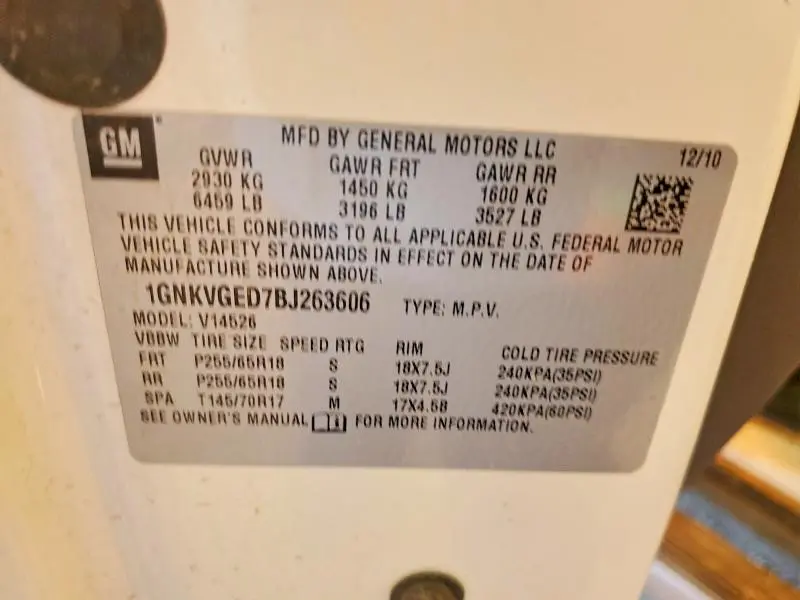 GM
MFD BY GENERAL MOTORS LLC 12/10
GVWR GAWR FRT GAWR RR
2930 KG 1450 KG 1600 KG
6459 LB 3196 LB 3527 LB
THIS VEHICLE CONFORMS TO ALL APPLICABLE U.S. FEDERAL MOTOR
VEHICLE SAFETY STANDARDS IN EFFECT ON THE DATE OF
MANUFACTURE SHOWN ABOVE.
1GNKVGED7BJ263606 TYPE: M.P.V.
MODEL: V14526
VBBW TIRE SIZE SPEED RTG RIM COLD TIRE PRESSURE
FRT P255/65R18 S 18X7.5J 240KPA(35PSI)
RR P255/65R18 S 18X7.5J 240KPA(35PSI)
SPA T145/70R17 M 17X4.5B 420KPA(60PSI)
SEE OWNER'S MANUAL FOR MORE INFORMATION.